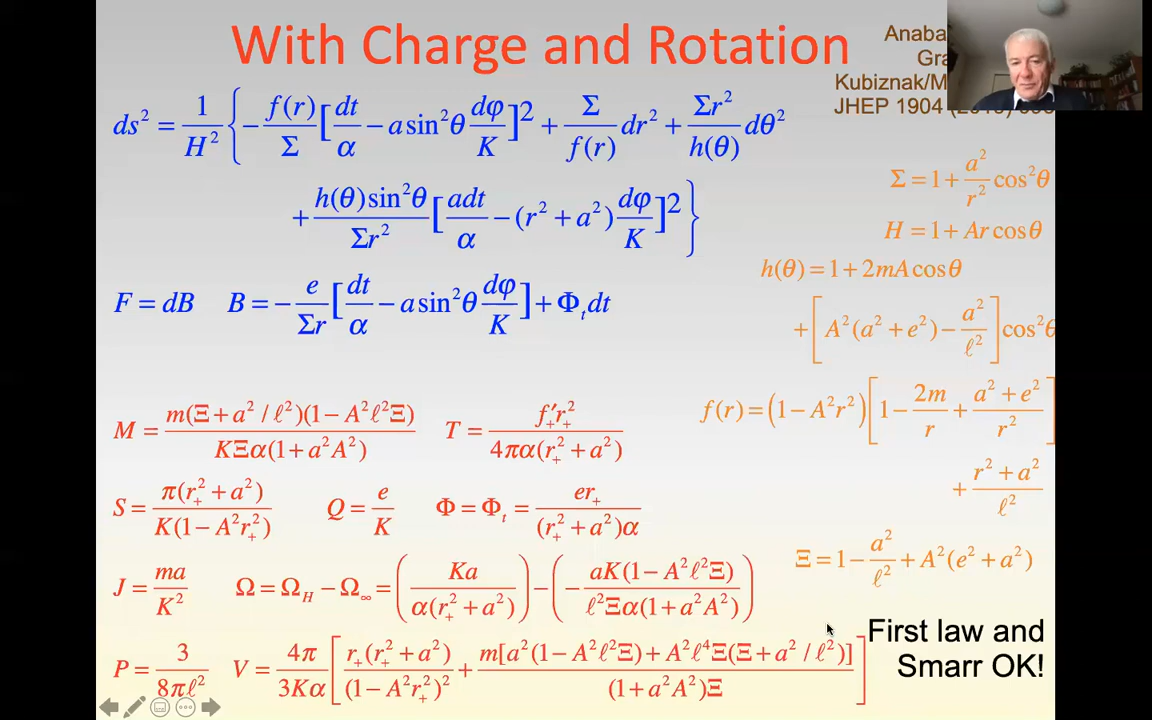 With Charge and Rotation
Anaba
Gra
Kubiznak/M
JHEP 1904
ds² = 1/H² { − f(r)/Σ [dt/α − a sin²θ dφ/K]² + Σ/f(r) dr² + Σr²/h(θ) dθ²
+ h(θ)sin²θ/Σr² [adt/α − (r² + a²) dφ/K]² }
F = dB B = − e/Σr [dt/α − a sin²θ dφ/K] + Φₜdt
Σ = 1 + a²/r² cos²θ
H = 1 + Ar cosθ
h(θ) = 1 + 2mA cosθ
+ [A²(a² + e²) − a²/ℓ²] cos²θ
f(r) = (1 − A²r²)[1 − 2m/r + (a² + e²)/r²]
+ (r² + a²)/ℓ²
Ξ = 1 − a²/ℓ² + A²(e² + a²)
M = m(Ξ + a²/ℓ²)(1 − A²ℓ²Ξ)/KΞα(1 + a²A²) T = f′₊r₊²/4πα(r₊² + a²)
S = π(r₊² + a²)/K(1 − A²r₊²) Q = e/K Φ = Φₜ = er₊/(r₊² + a²)α
J = ma/K² Ω = Ω_H − Ω_∞ = (Ka/α(r₊² + a²)) − (− aK(1 − A²ℓ²Ξ)/ℓ²Ξα(1 + a²A²))
P = 3/8πℓ² V = 4π/3Kα [r₊(r₊² + a²)/(1 − A²r₊²)² + m[a²(1 − A²ℓ²Ξ) + A²ℓ⁴Ξ(Ξ + a²/ℓ²)]/(1 + a²A²)Ξ]
First law and
Smarr OK!